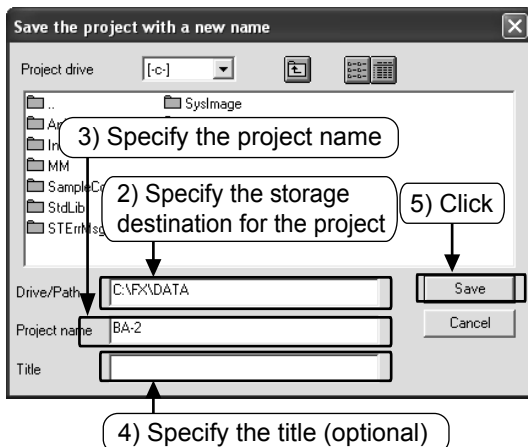 Save the project with a new name
Project drive [-c-]
.. SysImage
3) Specify the project name
MM
2) Specify the storage
destination for the project
5) Click
StdLib
Drive/Path C:\FX\DATA Save
Project name BA-2 Cancel
Title
4) Specify the title (optional)